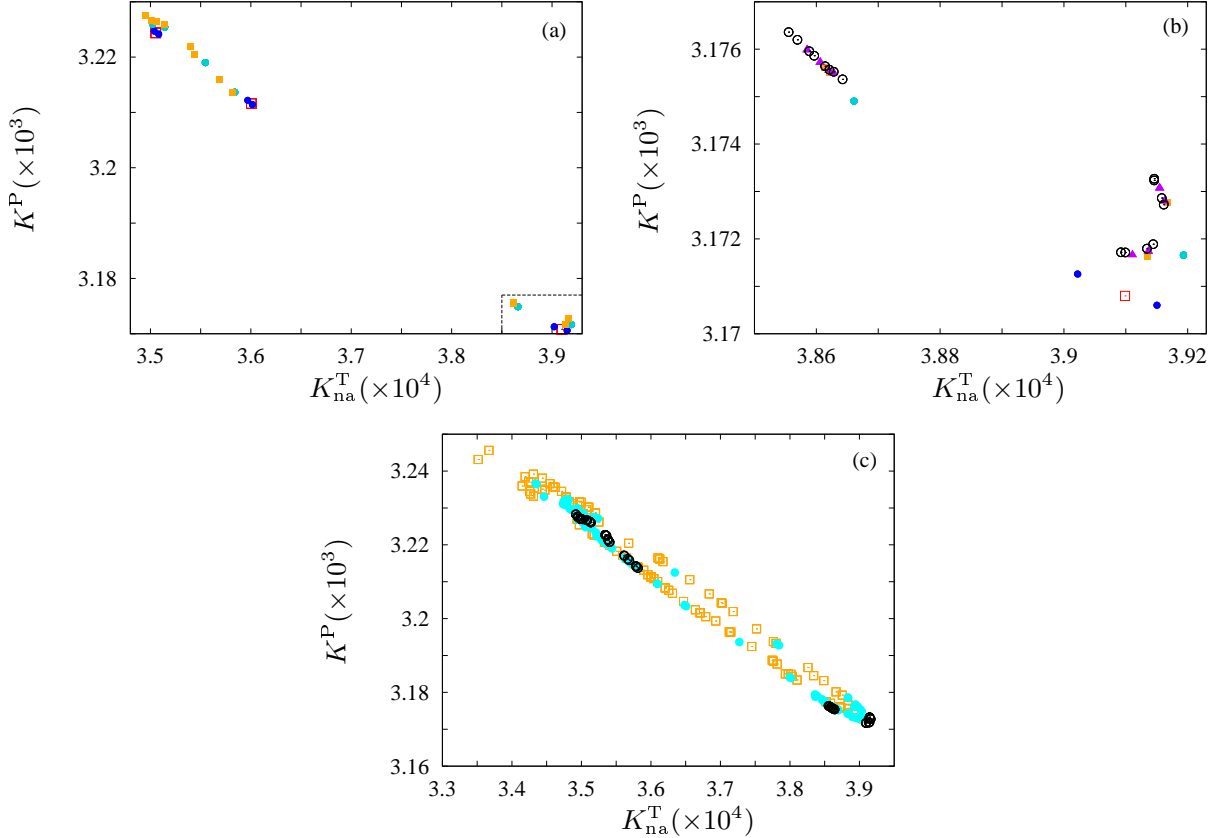 (a)
3.22
3.2
3.18
K^P(×10^3)
3.5 3.6 3.7 3.8 3.9
K_na^T(×10^4)
(b)
3.176
3.174
3.172
3.17
K^P(×10^3)
3.86 3.88 3.9 3.92
K_na^T(×10^4)
(c)
3.24
3.22
3.2
3.18
3.16
K^P(×10^3)
3.3 3.4 3.5 3.6 3.7 3.8 3.9
K_na^T(×10^4)